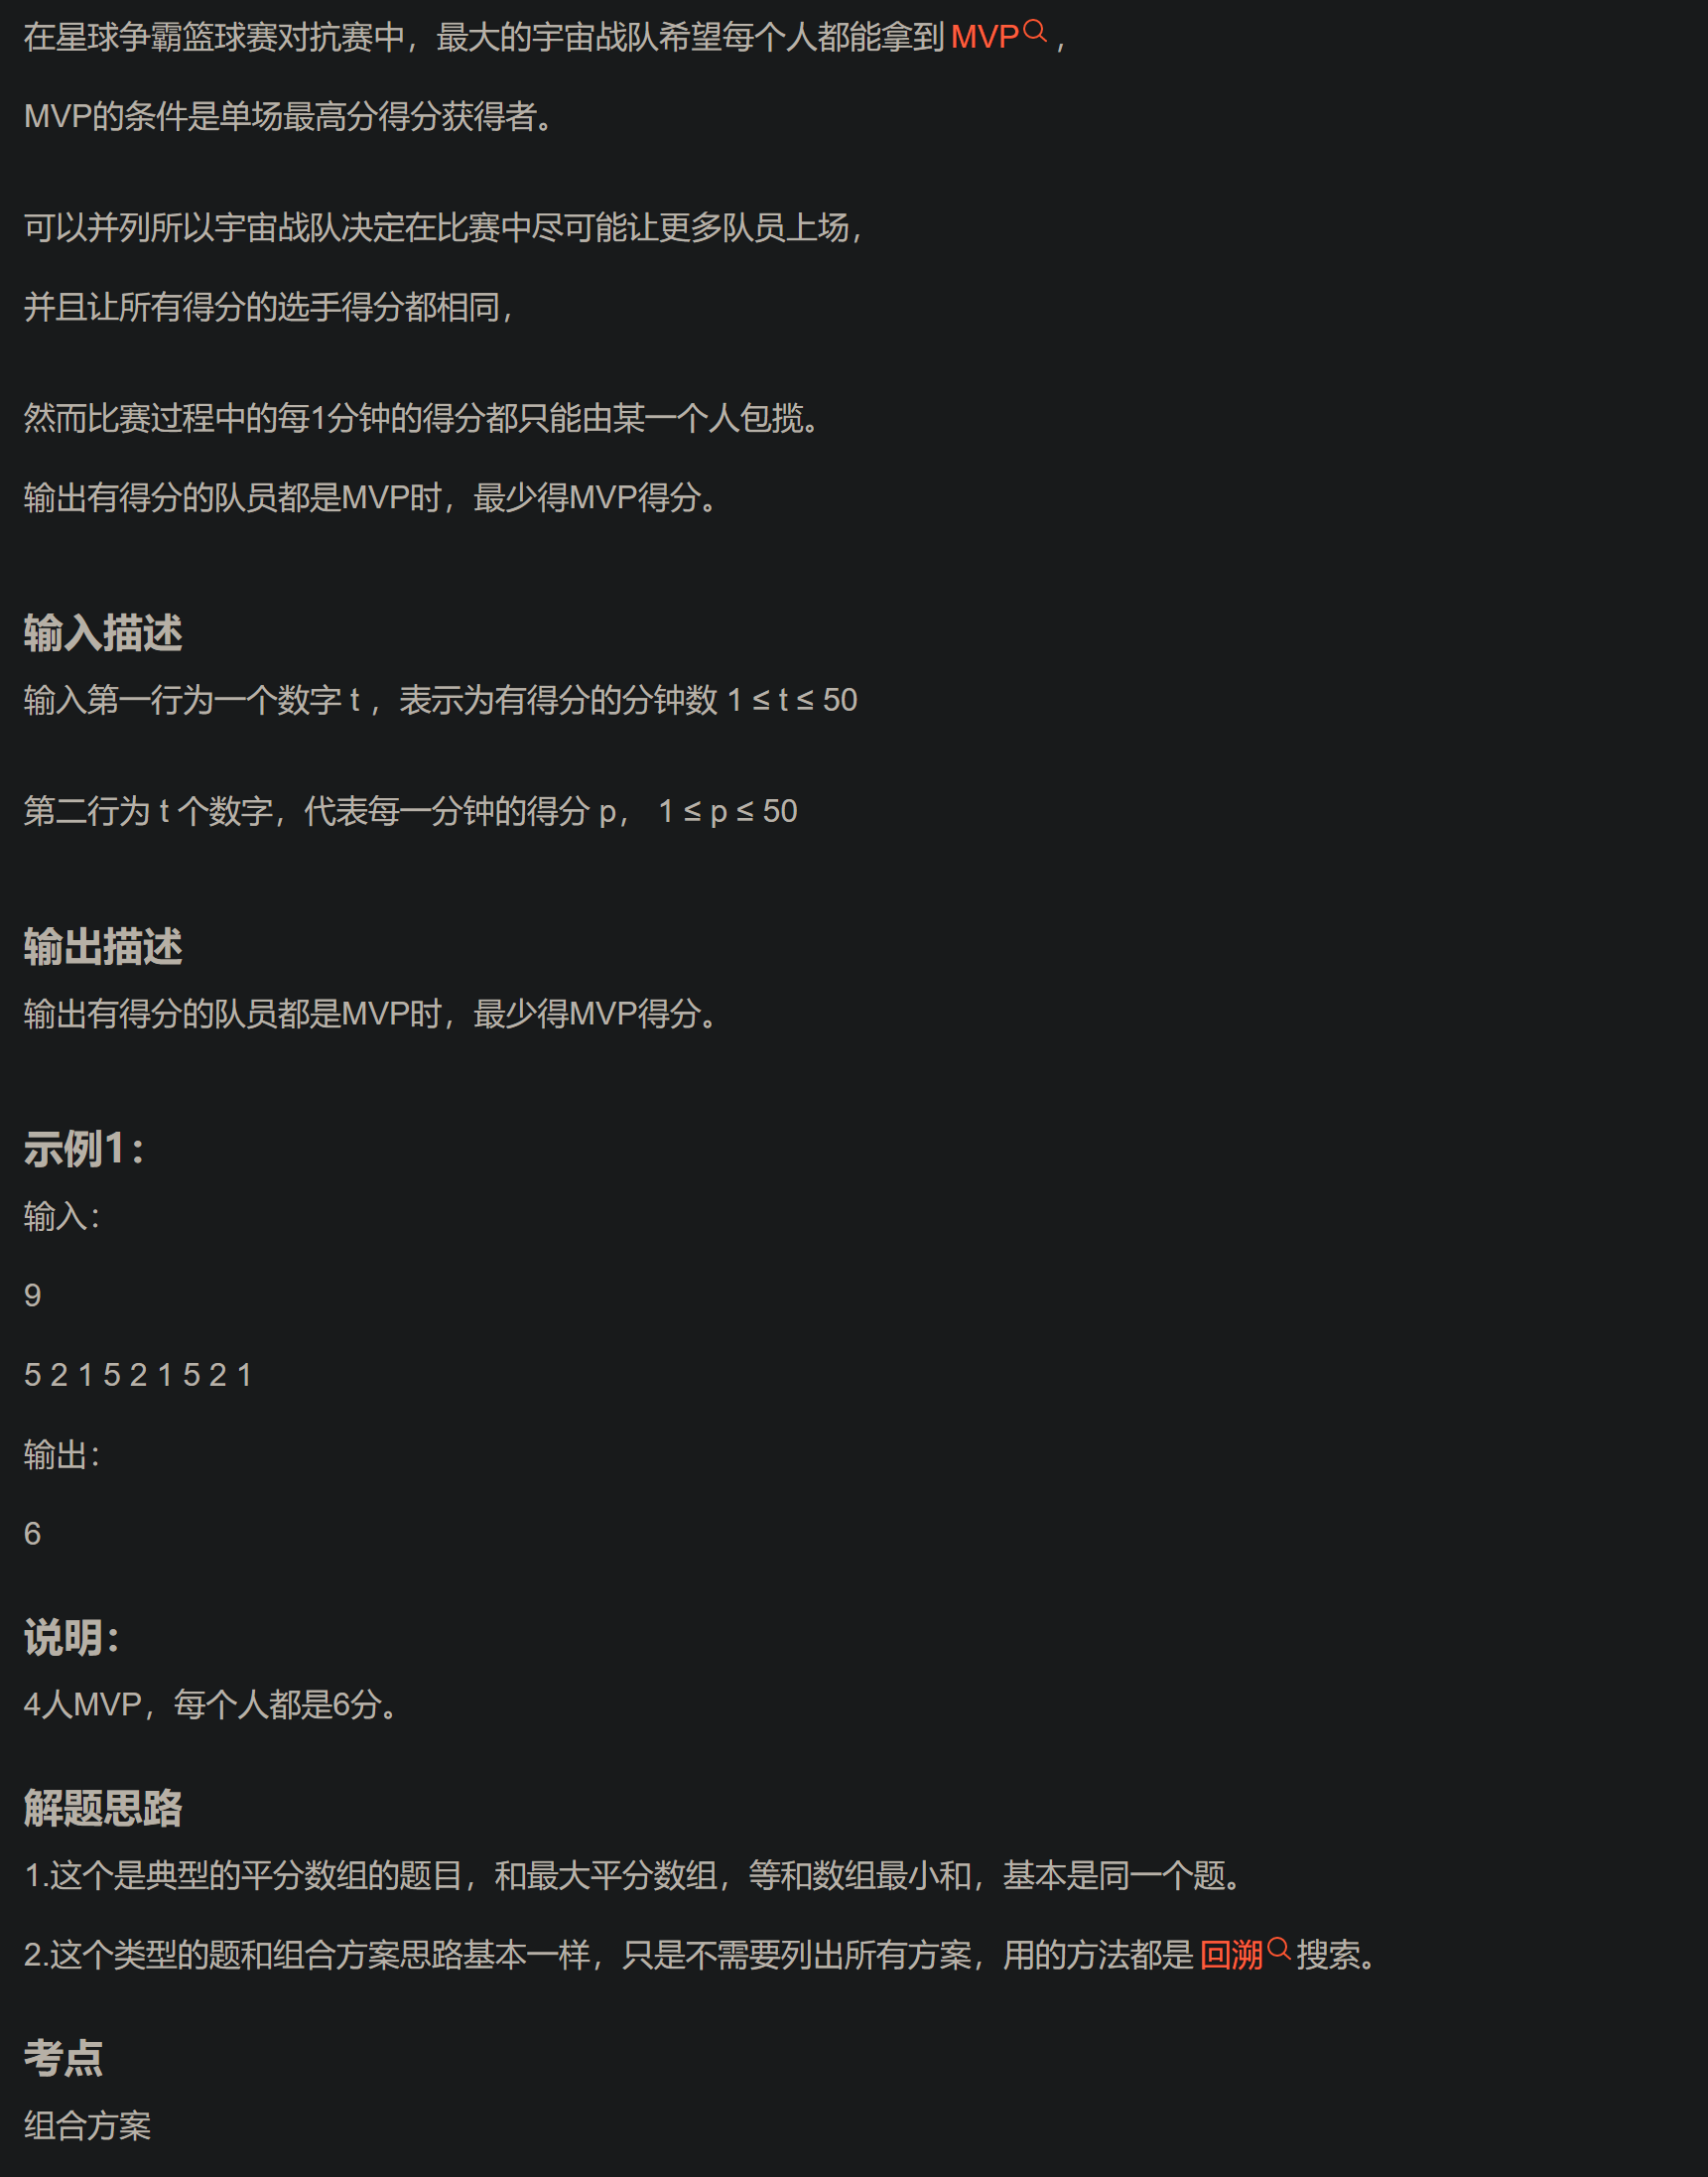 在星球争霸篮球赛对抗赛中，最大的宇宙战队希望每个人都能拿到 MVP ，
MVP的条件是单场最高分得分获得者。
可以并列所以宇宙战队决定在比赛中尽可能让更多队员上场，
并且让所有得分的选手得分都相同，
然而比赛过程中的每1分钟的得分都只能由某一个人包揽。
输出有得分的队员都是MVP时，最少得MVP得分。
输入描述
输入第一行为一个数字 t ，表示为有得分的分钟数 1 ≤ t ≤ 50
第二行为 t 个数字，代表每一分钟的得分 p， 1 ≤ p ≤ 50
输出描述
输出有得分的队员都是MVP时，最少得MVP得分。
示例1：
输入：
9
5 2 1 5 2 1 5 2 1
输出：
6
说明：
4人MVP，每个人都是6分。
解题思路
1.这个是典型的平分数组的题目，和最大平分数组，等和数组最小和，基本是同一个题。
2.这个类型的题和组合方案思路基本一样，只是不需要列出所有方案，用的方法都是 回溯 搜索。
考点
组合方案